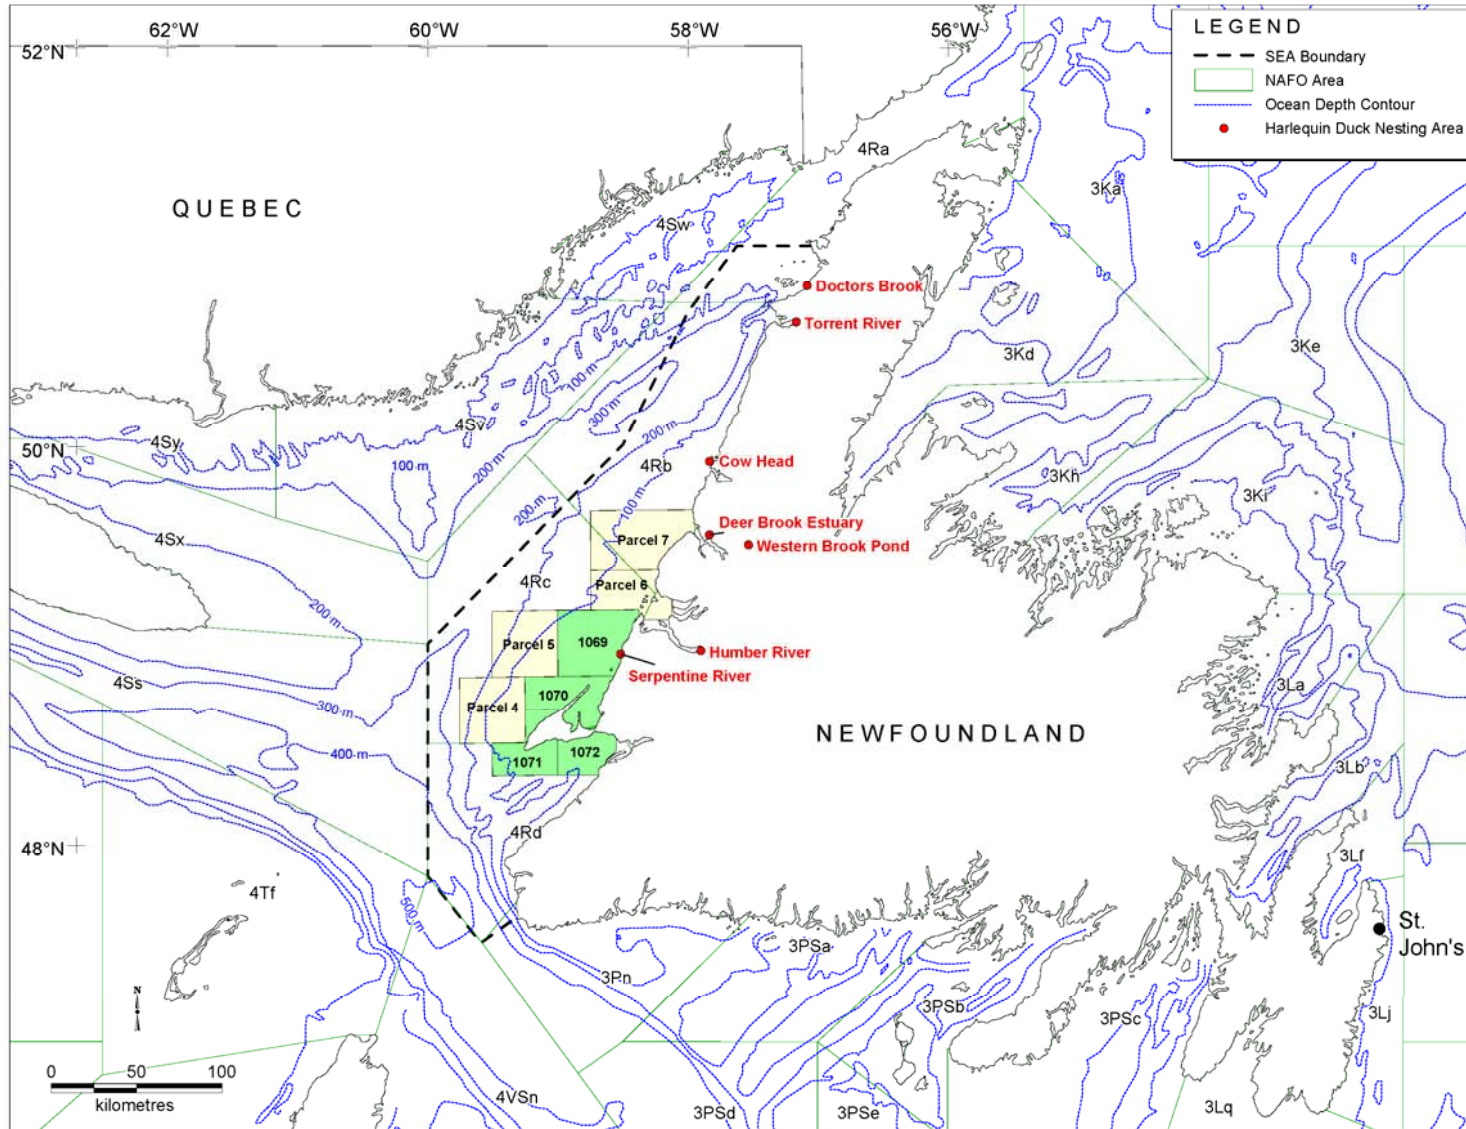 62°W
60°W
58°W
56°W
52°N
LEGEND
SEA Boundary
NAFO Area
Ocean Depth Contour
Harlequin Duck Nesting Area
4Ra
3Ka
QUEBEC
4Sw
Doctors Brook
Torrent River
3Ke
3Kd
100 m
300 m
200 m
4Sv
4Sy
50°N
100 m
200 m
4Rb
Cow Head
3Kh
3Ki
200 m
100 m
Deer Brook Estuary
Western Brook Pond
Parcel 7
4Sx
4Rc
Parcel 6
200 m
Parcel 5
1069
Humber River
Serpentine River
4Ss
300 m
1070
Parcel 4
3La
NEWFOUNDLAND
400 m
1071
1072
3Lb
4Rd
48°N
3Lf
4Tf
500 m
St.
John's
3PSa
3Pn
N
3PSb
3PSc
3Lj
0
50
100
kilometres
4VSn
3PSd
3PSe
3Lq